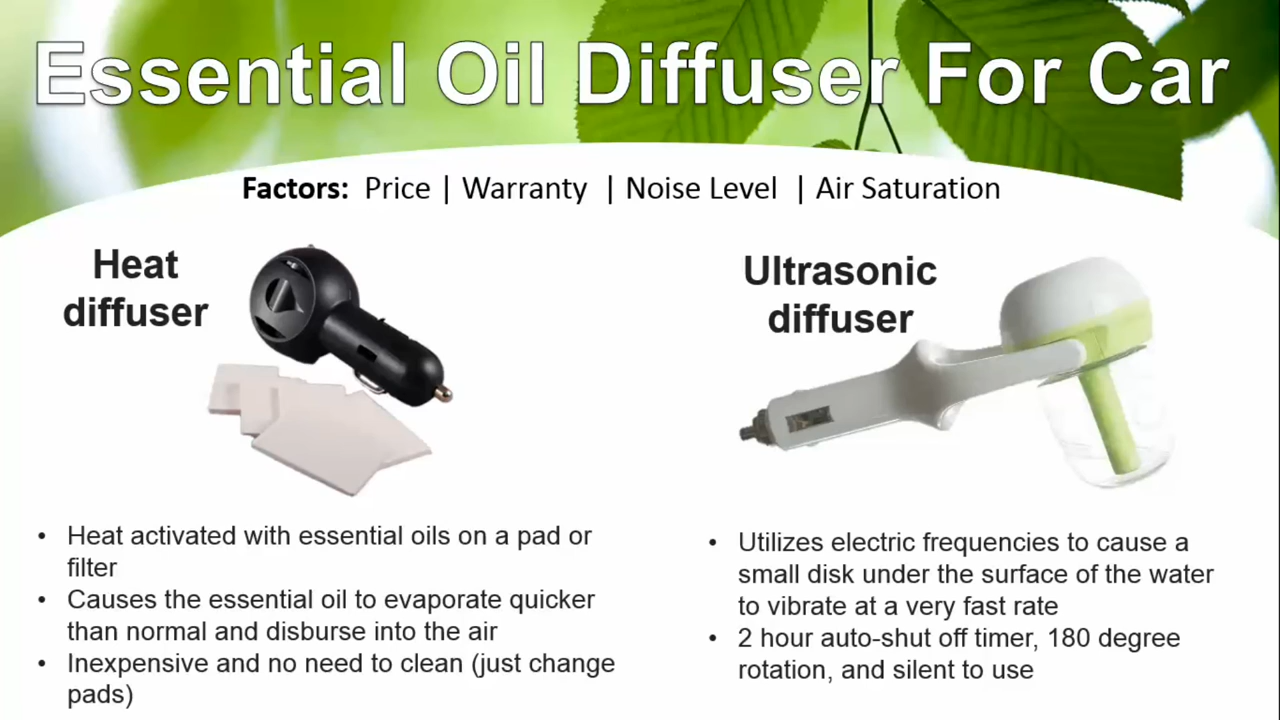 Essential Oil Diffuser For Car
Factors: Price | Warranty | Noise Level | Air Saturation
Heat
diffuser
• Heat activated with essential oils on a pad or
filter
• Causes the essential oil to evaporate quicker
than normal and disburse into the air
• Inexpensive and no need to clean (just change
pads)
Ultrasonic
diffuser
• Utilizes electric frequencies to cause a
small disk under the surface of the water
to vibrate at a very fast rate
• 2 hour auto-shut off timer, 180 degree
rotation, and silent to use